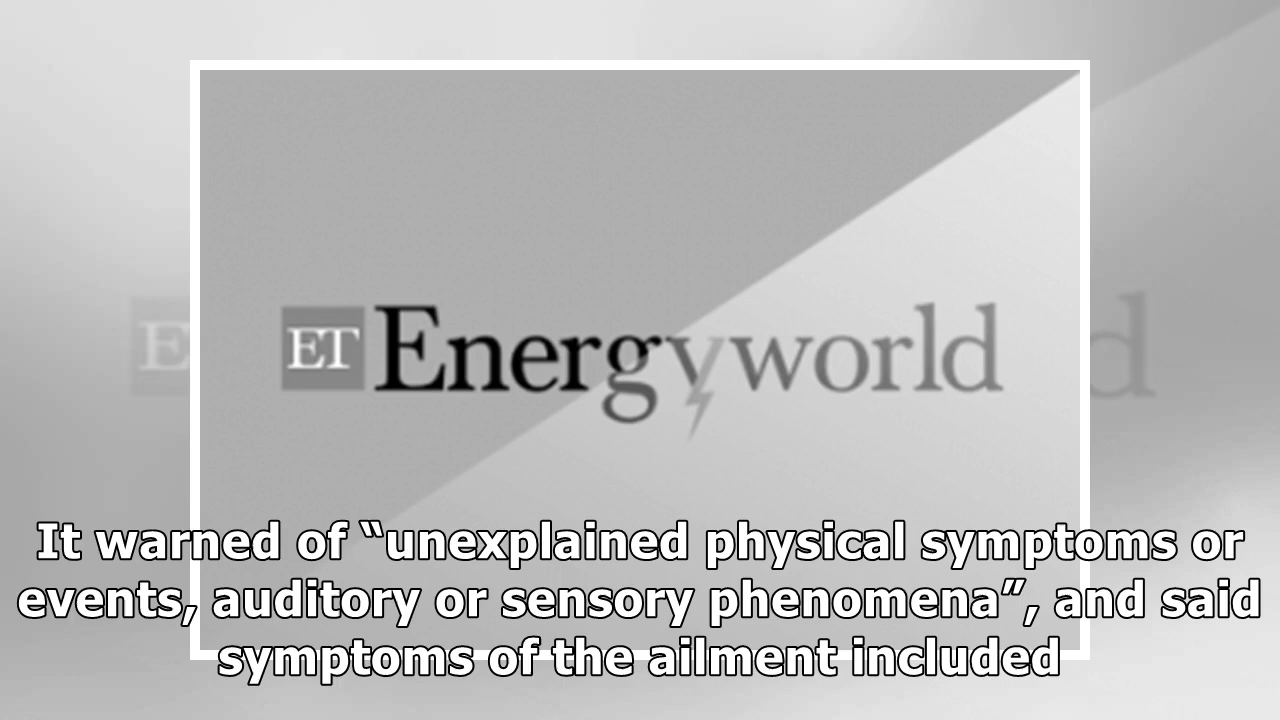 E
ET Energyworld
d
It warned of “unexplained physical symptoms or
events, auditory or sensory phenomena”, and said
symptoms of the ailment included